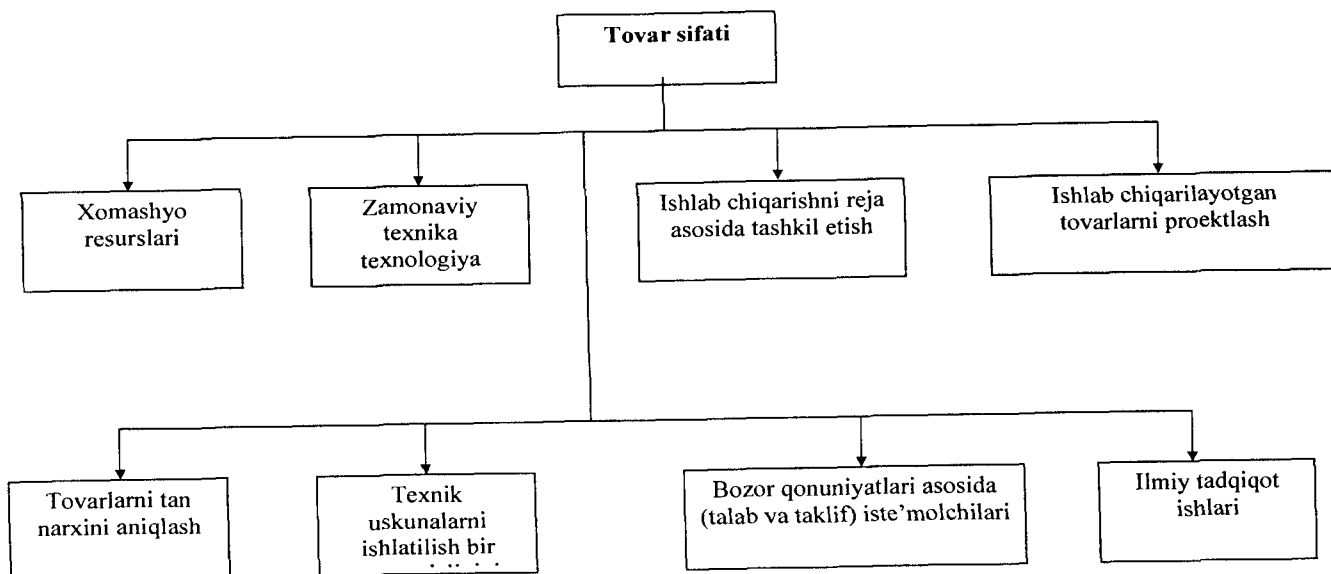 Tovar sifati
Xomashyo
resurslari
Zamonaviy
texnika
texnologiya
Ishlab chiqarishni reja
asosida tashkil etish
Ishlab chiqarilayotgan
tovarlarni proektlash
Tovarlarni tan
narxini aniqlash
Texnik
uskunalarni
ishlatilish bir
Bozor qonuniyatlari asosida
(talab va taklif) iste'molchilari
Ilmiy tadqiqot
ishlari